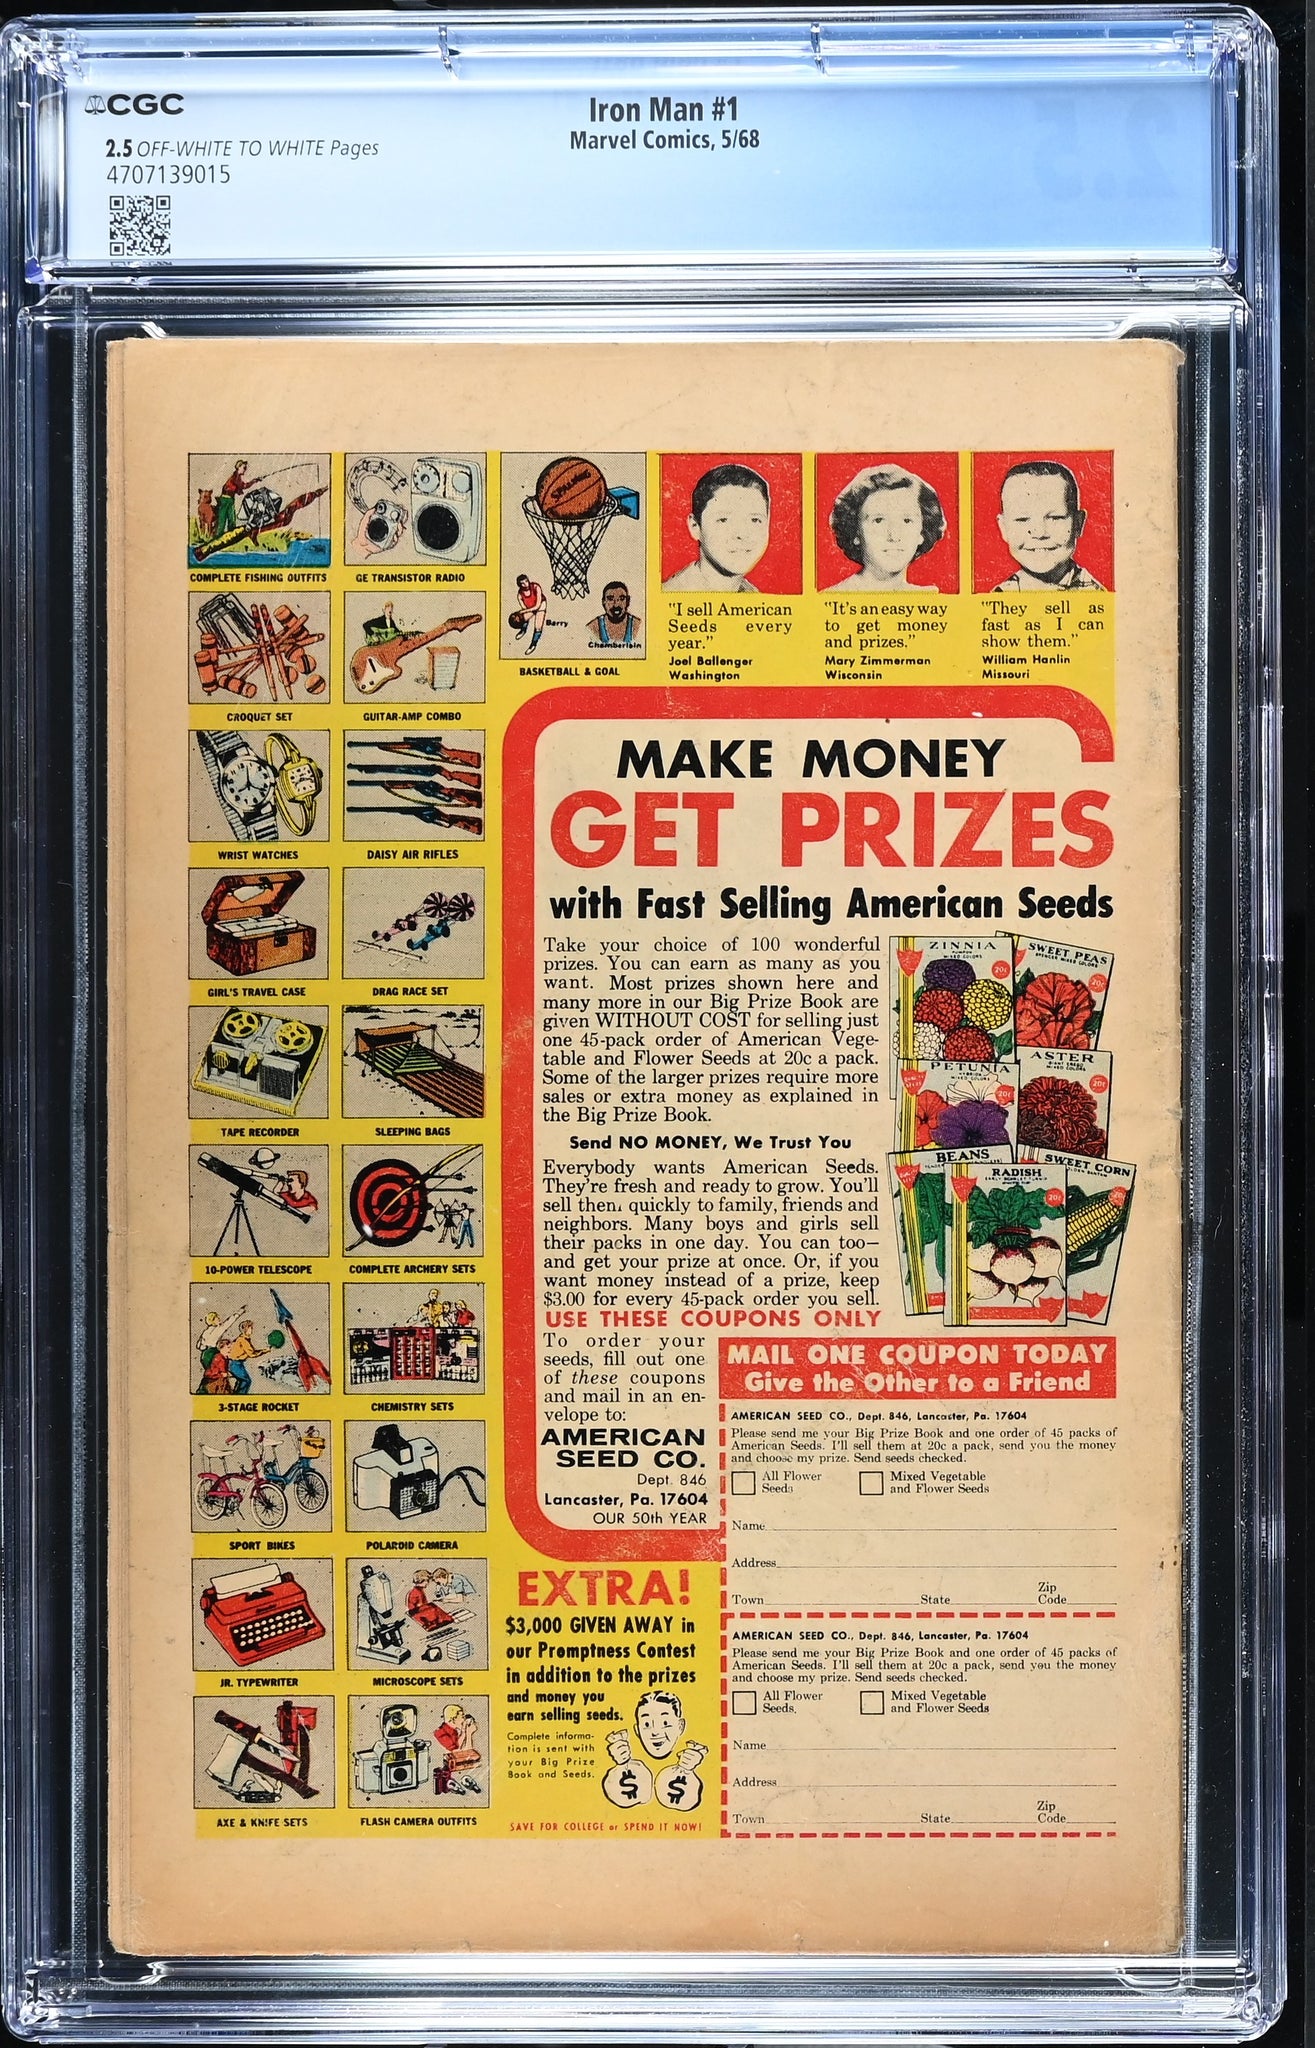 CGC
Iron Man #1
Marvel Comics, 5/68
2.5 OFF-WHITE TO WHITE Pages
4707139015
COMPLETE FISHING OUTFITS
GE TRANSISTOR RADIO
CROQUET SET
GUITAR-AMP COMBO
SPALDING
Barry
Chamberlain
BASKETBALL & GOAL
WRIST WATCHES
DAISY AIR RIFLES
GIRL'S TRAVEL CASE
DRAG RACE SET
TAPE RECORDER
SLEEPING BAGS
10-POWER TELESCOPE
COMPLETE ARCHERY SETS
3-STAGE ROCKET
CHEMISTRY SETS
SPORT BIKES
POLAROID CAMERA
JR. TYPEWRITER
MICROSCOPE SETS
AXE & KNIFE SETS
FLASH CAMERA OUTFITS
"I sell American
Seeds every
year."
Joel Ballenger
Washington
"It's an easy way
to get money
and prizes."
Mary Zimmerman
Wisconsin
"They sell as
fast as I can
show them."
William Hanlin
Missouri
MAKE MONEY
GET PRIZES
with Fast Selling American Seeds
Take your choice of 100 wonderful
prizes. You can earn as many as you
want. Most prizes shown here and
many more in our Big Prize Book are
given WITHOUT COST for selling just
one 45-pack order of American Vege-
table and Flower Seeds at 20c a pack.
Some of the larger prizes require more
sales or extra money as explained in
the Big Prize Book.
Send NO MONEY, We Trust You
Everybody wants American Seeds.
They're fresh and ready to grow. You'll
sell them quickly to family, friends and
neighbors. Many boys and girls sell
their packs in one day. You can too—
and get your prize at once. Or, if you
want money instead of a prize, keep
$3.00 for every 45-pack order you sell.
USE THESE COUPONS ONLY
To order your
seeds, fill out one
of these coupons
and mail in an en-
velope to:
AMERICAN
SEED CO.
Dept. 846
Lancaster, Pa. 17604
OUR 50th YEAR
ZINNIA
MIXED COLORS
20¢
SWEET PEAS
MIXED COLORS
20¢
PETUNIA
MIXED COLORS
20¢
ASTER
MIXED COLORS
20¢
BEANS
RADISH
20¢
SWEET CORN
20¢
MAIL ONE COUPON TODAY
Give the Other to a Friend
AMERICAN SEED CO., Dept. 846, Lancaster, Pa. 17604
Please send me your Big Prize Book and one order of 45 packs of
American Seeds. I'll sell them at 20c a pack, send you the money
and choose my prize. Send seeds checked.
All Flower
Seeds
Mixed Vegetable
and Flower Seeds
Name
Address
Town State Zip
Code
AMERICAN SEED CO., Dept. 846, Lancaster, Pa. 17604
Please send me your Big Prize Book and one order of 45 packs of
American Seeds. I'll sell them at 20c a pack, send you the money
and choose my prize. Send seeds checked.
All Flower
Seeds.
Mixed Vegetable
and Flower Seeds
Name
Address
Town State Zip
Code
EXTRA!
$3,000 GIVEN AWAY in
our Promptness Contest
in addition to the prizes
and money you
earn selling seeds.
Complete informa-
tion is sent with
your Big Prize
Book and Seeds.
$ $
SAVE FOR COLLEGE or SPEND IT NOW!